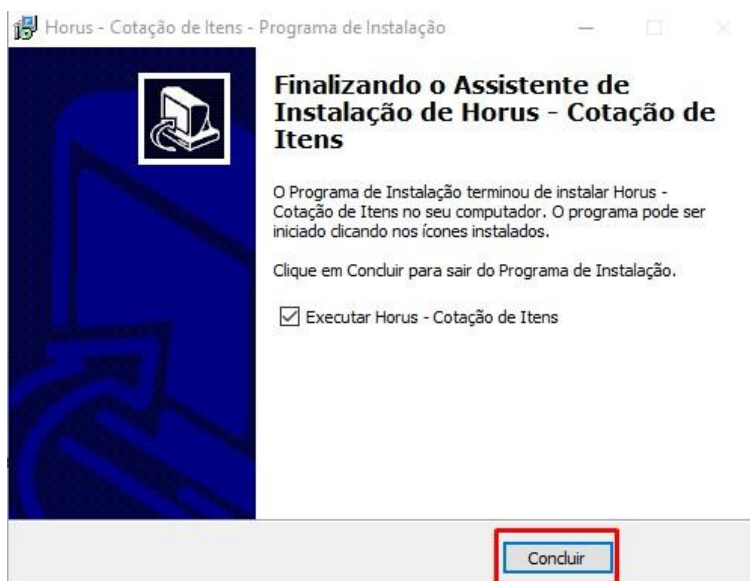 Horus - Cotação de Itens - Programa de Instalação
Finalizando o Assistente de
Instalação de Horus - Cotação de
Itens
O Programa de Instalação terminou de instalar Horus -
Cotação de Itens no seu computador. O programa pode ser
iniciado clicando nos ícones instalados.
Clique em Concluir para sair do Programa de Instalação.
Executar Horus - Cotação de Itens
Concluir